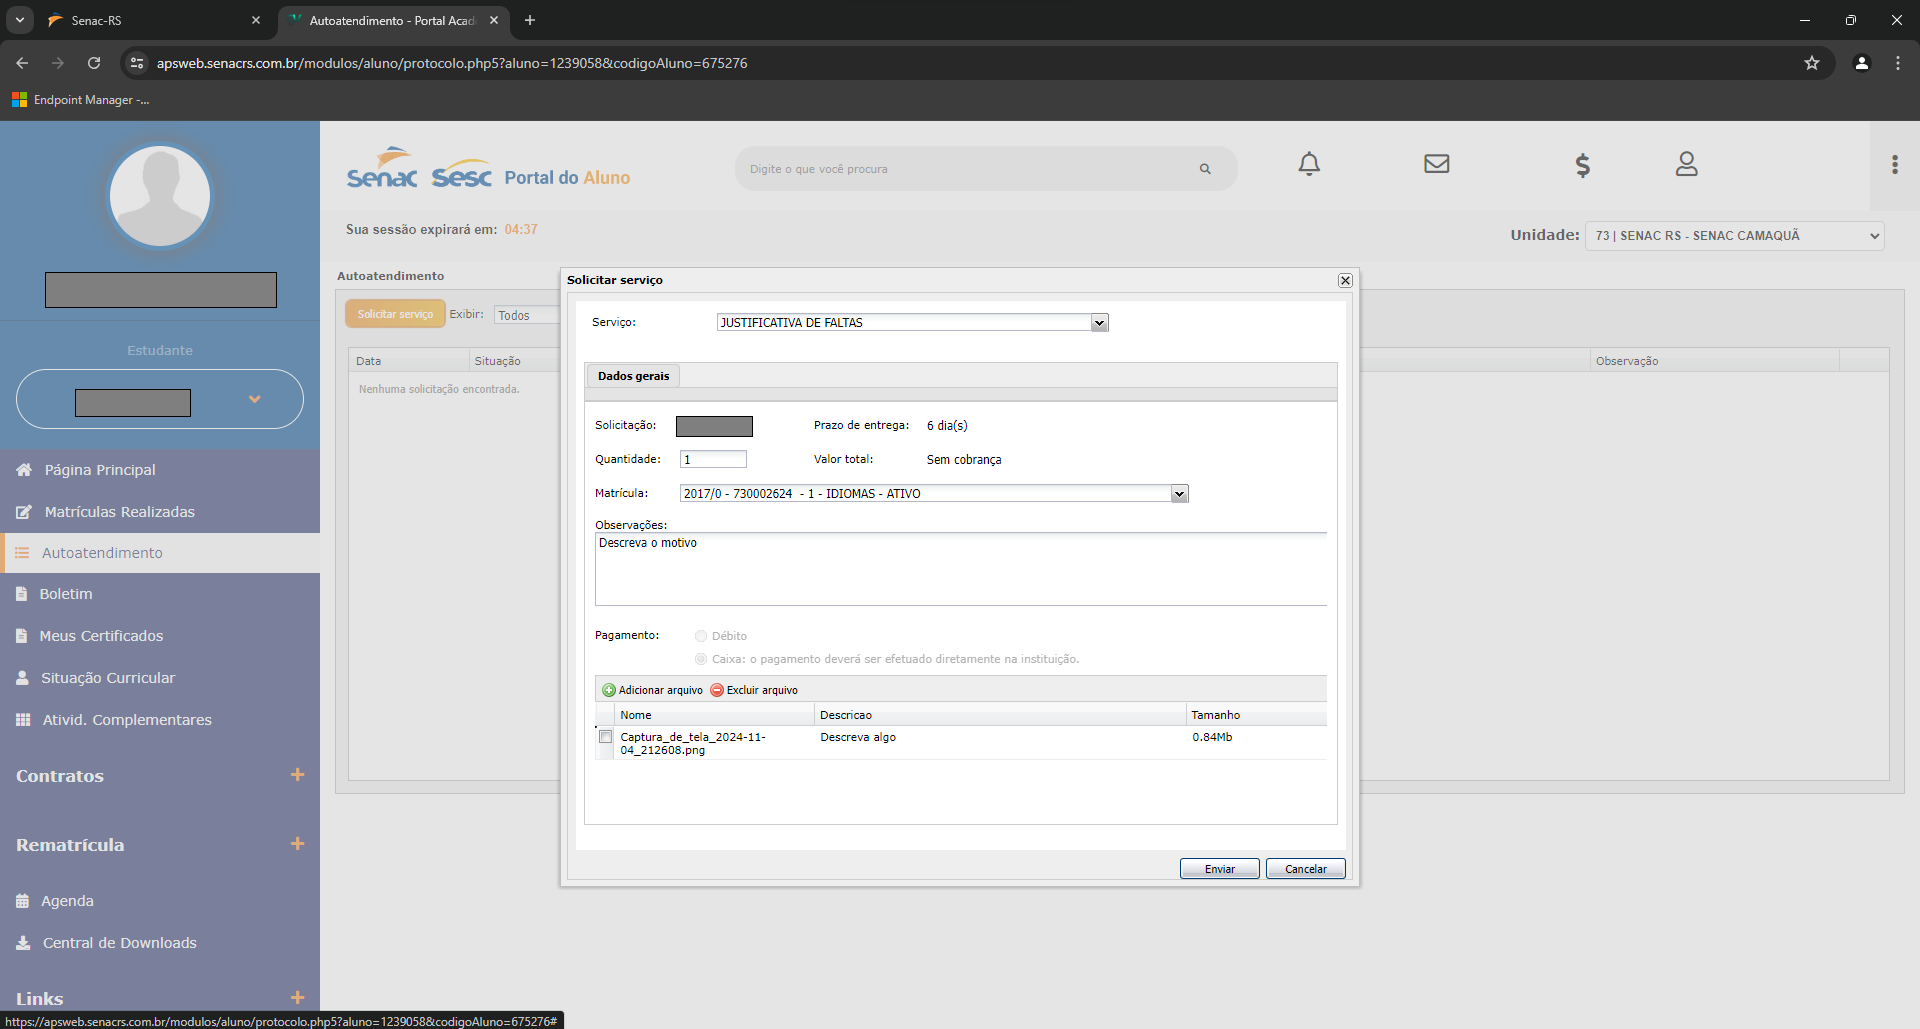 Senac-RS
Autoatendimento - Portal Acad
apsweb.senacrs.com.br/modulos/aluno/protocolo.php5?aluno=1239058&codigoAluno=675276
Endpoint Manager -...
Senac Sesc Portal do Aluno
Digite o que você procura
Sua sessão expirará em: 04:37
Unidade: 73 | SENAC RS - SENAC CAMAQUÃ
Estudante
Página Principal
Matrículas Realizadas
Autoatendimento
Boletim
Meus Certificados
Situação Curricular
Ativid. Complementares
Contratos
Rematrícula
Agenda
Central de Downloads
Links
Autoatendimento
Solicitar serviço Exibir: Todos
Data Situação Observação
Nenhuma solicitação encontrada.
Solicitar serviço
Serviço: JUSTIFICATIVA DE FALTAS
Dados gerais
Solicitação: Prazo de entrega: 6 dia(s)
Quantidade: 1 Valor total: Sem cobrança
Matrícula: 2017/0 - 730002624 - 1 - IDIOMAS - ATIVO
Observações:
Descreva o motivo
Pagamento: Débito
Caixa: o pagamento deverá ser efetuado diretamente na instituição.
Adicionar arquivo Excluir arquivo
Nome Descricao Tamanho
Captura_de_tela_2024-11- Descreva algo 0.84Mb
04_212608.png
Enviar Cancelar
https://apsweb.senacrs.com.br/modulos/aluno/protocolo.php5?aluno=1239058&codigoAluno=675276#